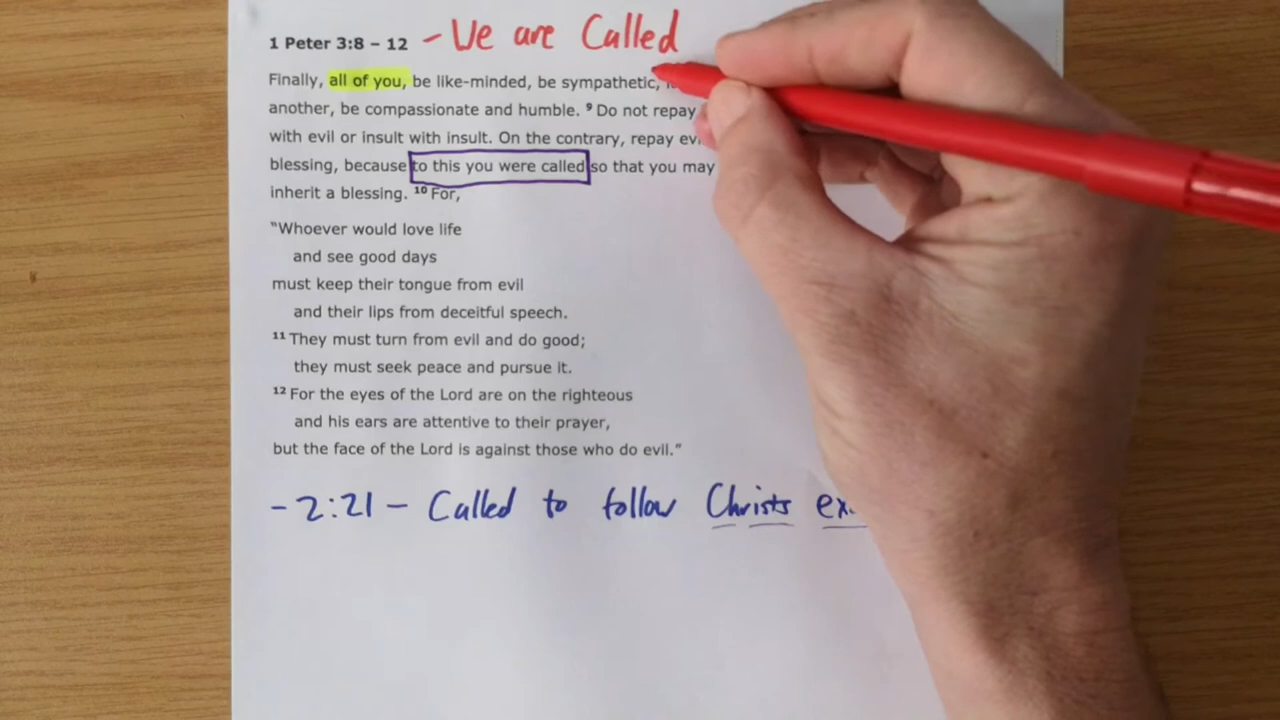 1 Peter 3:8 – 12 – We are Called
Finally, all of you, be like-minded, be sympathetic,
another, be compassionate and humble. ⁹ Do not repay
with evil or insult with insult. On the contrary, repay
blessing, because to this you were called so that you may
inherit a blessing. ¹⁰ For,
“Whoever would love life
and see good days
must keep their tongue from evil
and their lips from deceitful speech.
¹¹ They must turn from evil and do good;
they must seek peace and pursue it.
¹² For the eyes of the Lord are on the righteous
and his ears are attentive to their prayer,
but the face of the Lord is against those who do evil.”
– 2:21 – Called to follow Christs